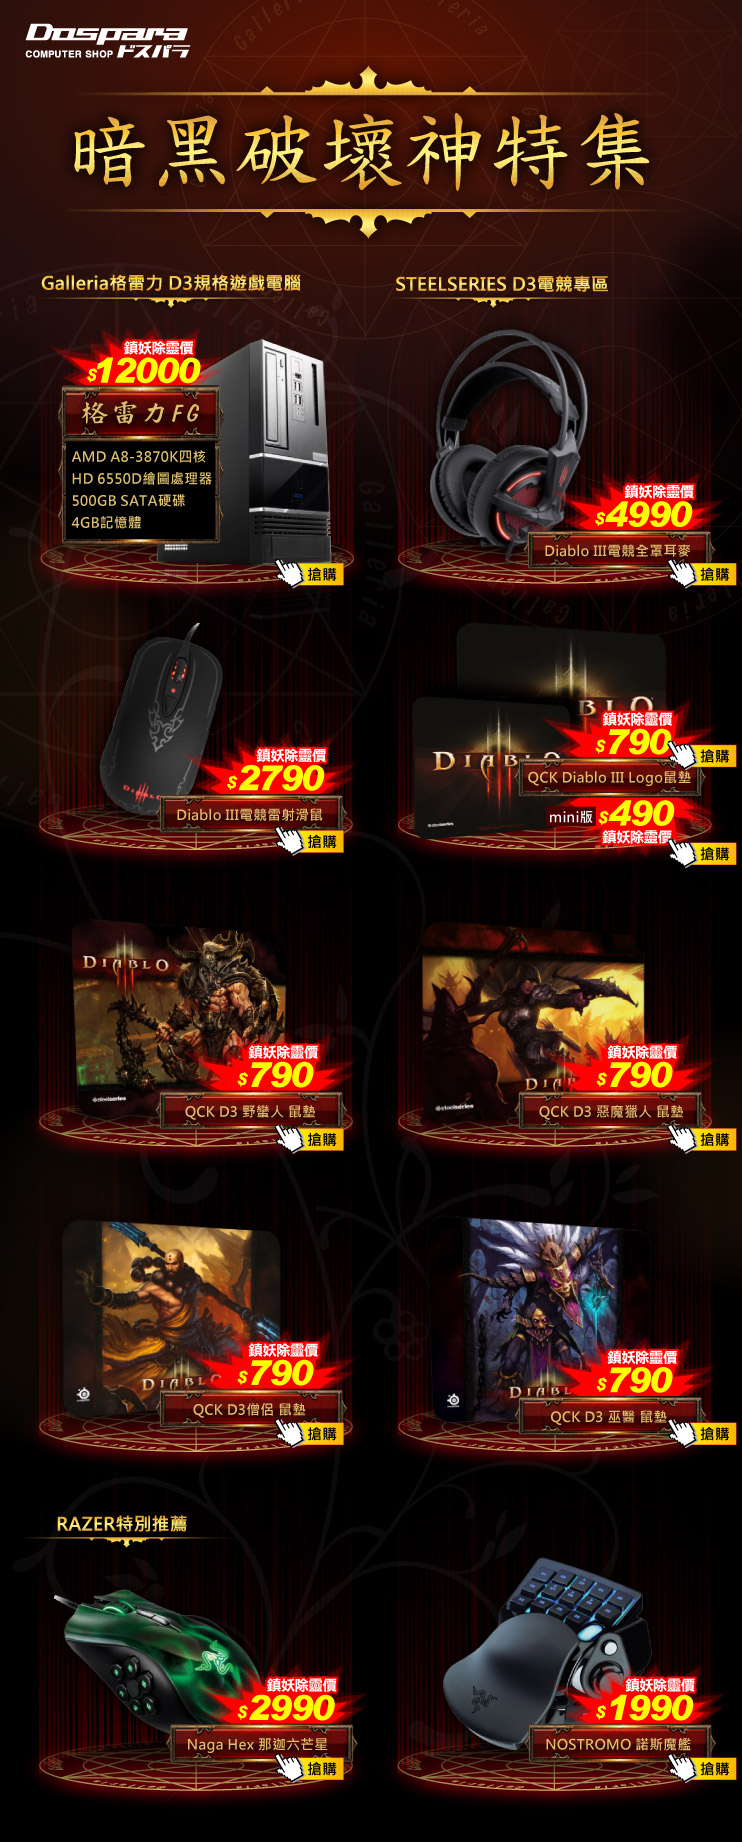 Dospara
COMPUTER SHOP ドスパラ
暗黑破壞神特集
Galleria格雷力 D3規格遊戲電腦
鎮妖除靈價
$12000
格雷力FG
AMD A8-3870K四核
HD 6550D繪圖處理器
500GB SATA硬碟
4GB記憶體
搶購
STEELSERIES D3電競專區
鎮妖除靈價
$4990
Diablo III電競全罩耳麥
搶購
DIABLO
鎮妖除靈價
$2790
Diablo III電競雷射滑鼠
搶購
BLO
DIABLO
steelseries
鎮妖除靈價
$790
搶購
QCK Diablo III Logo鼠墊
mini版 $490
鎮妖除靈價
搶購
DIABLO
steelseries
鎮妖除靈價
$790
QCK D3 野蠻人 鼠墊
搶購
DIAB
steelseries
鎮妖除靈價
$790
QCK D3 惡魔獵人 鼠墊
搶購
DIABLO
鎮妖除靈價
$790
QCK D3僧侶 鼠墊
搶購
DIABL
鎮妖除靈價
$790
QCK D3 巫醫 鼠墊
搶購
RAZER特別推薦
鎮妖除靈價
$2990
Naga Hex 那迦六芒星
搶購
鎮妖除靈價
$1990
NOSTROMO 諾斯魔艦
搶購